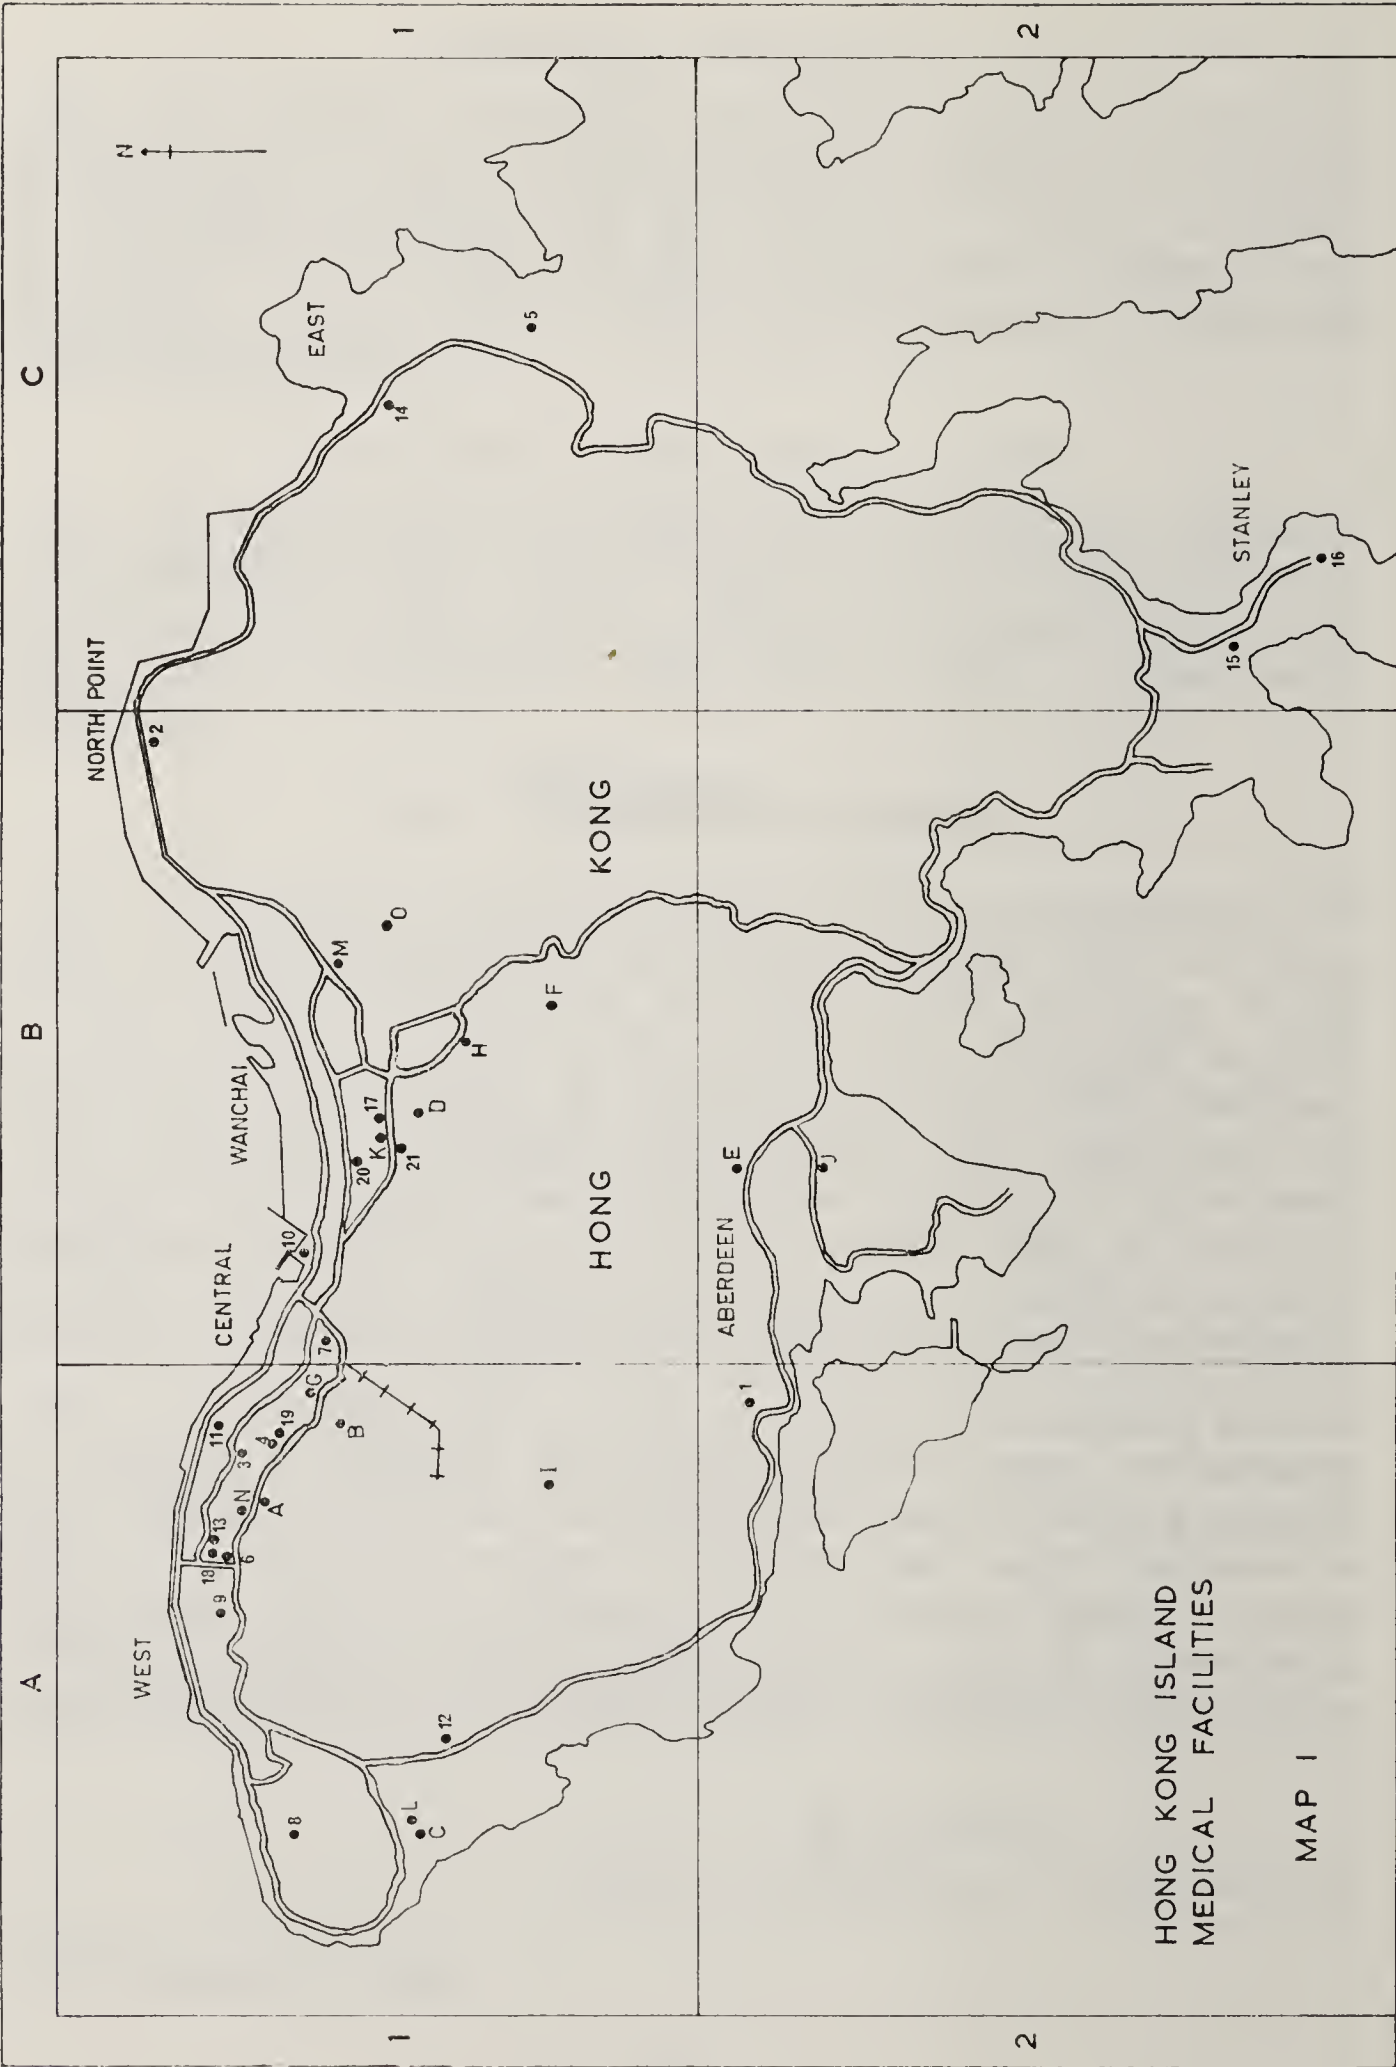 A
B
C
1
1
2
2
N
WEST
CENTRAL
WANCHAI
NORTH POINT
EAST
HONG KONG
ABERDEEN
STANLEY
8
9
18
13
6
N
A
3
4
19
11
G
7
B
10
20
K
17
21
D
H
M
O
F
2
14
5
L
C
12
I
1
E
J
15
16
HONG KONG ISLAND
MEDICAL FACILITIES
MAP 1